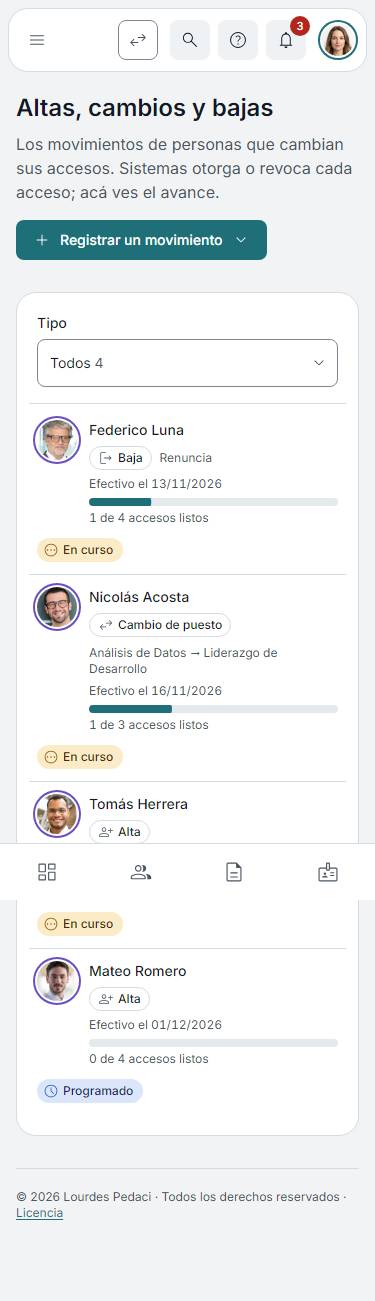 3
Altas, cambios y bajas
Los movimientos de personas que cambian
sus accesos. Sistemas otorga o revoca cada
acceso; acá ves el avance.
Registrar un movimiento
Tipo
Todos 4
Federico Luna
Baja Renuncia
Efectivo el 13/11/2026
1 de 4 accesos listos
En curso
Nicolás Acosta
Cambio de puesto
Análisis de Datos → Liderazgo de
Desarrollo
Efectivo el 16/11/2026
1 de 3 accesos listos
En curso
Tomás Herrera
Alta
En curso
Mateo Romero
Alta
Efectivo el 01/12/2026
0 de 4 accesos listos
Programado
© 2026 Lourdes Pedaci · Todos los derechos reservados ·
Licencia